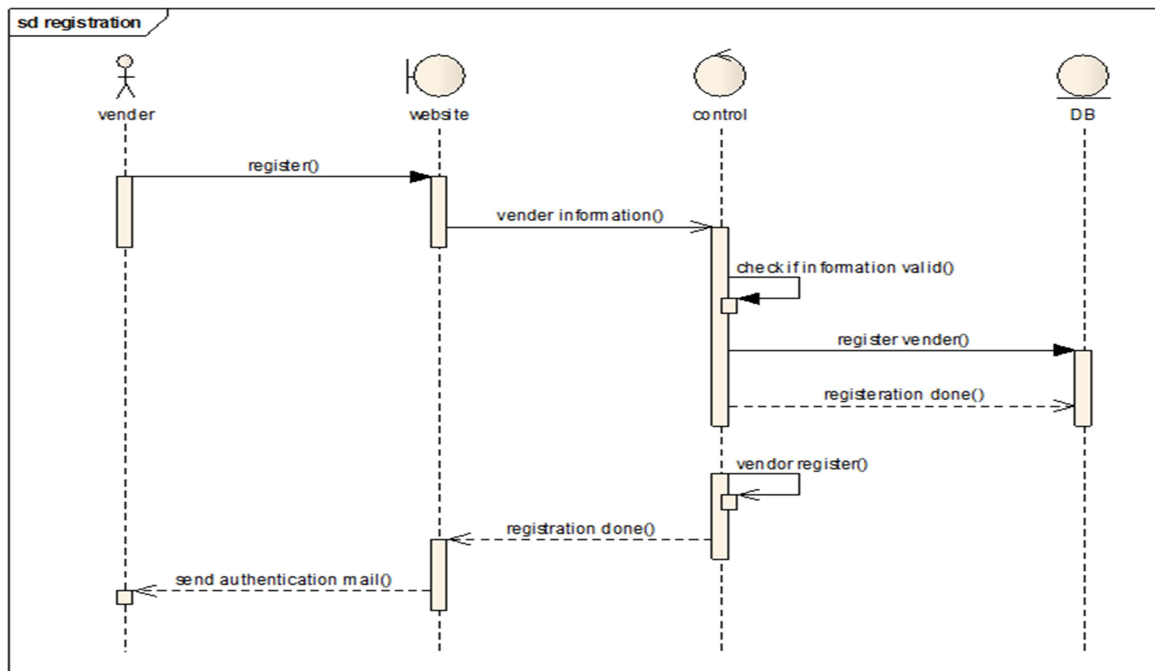 sd registration
vender
website
control
DB
register()
vender information()
check if information valid()
register vender()
registeration done()
vendor register()
registration done()
send authentication mail()